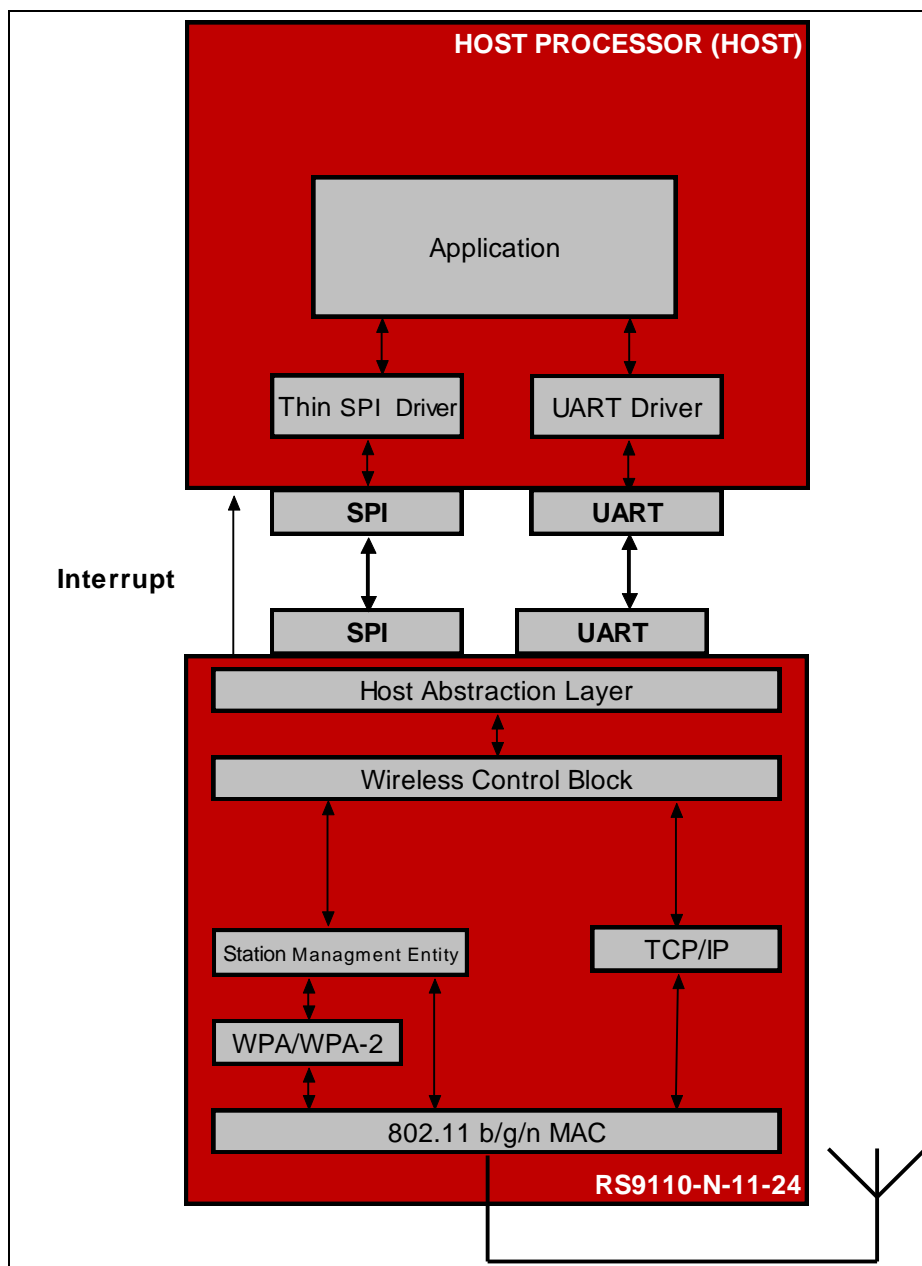 HOST PROCESSOR (HOST)
Application
Thin SPI Driver
UART Driver
SPI
UART
Interrupt
SPI
UART
Host Abstraction Layer
Wireless Control Block
Station Managment Entity
TCP/IP
WPA/WPA-2
802.11 b/g/n MAC
RS9110-N-11-24